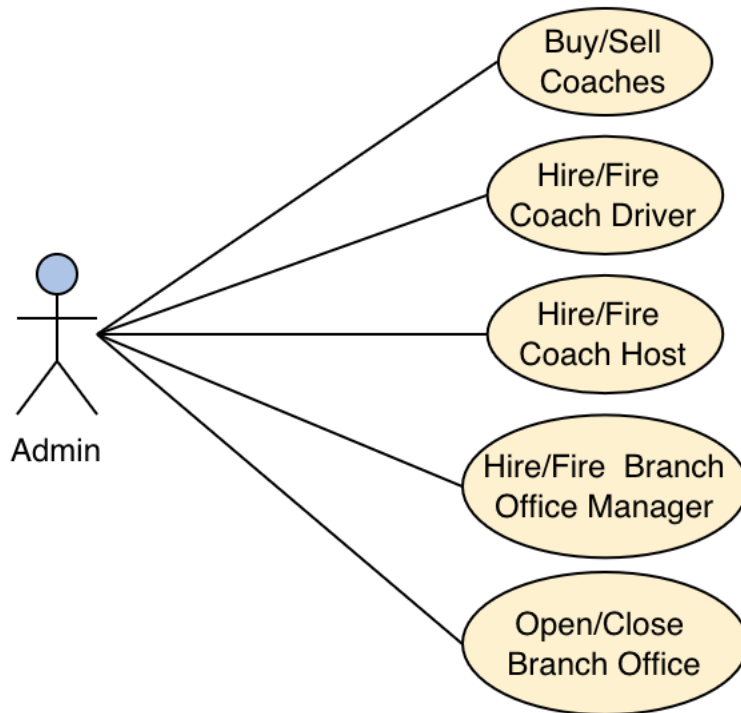 Buy/Sell
Coaches
Hire/Fire
Coach Driver
Hire/Fire
Coach Host
Admin
Hire/Fire  Branch
Office Manager
Open/Close
Branch Office